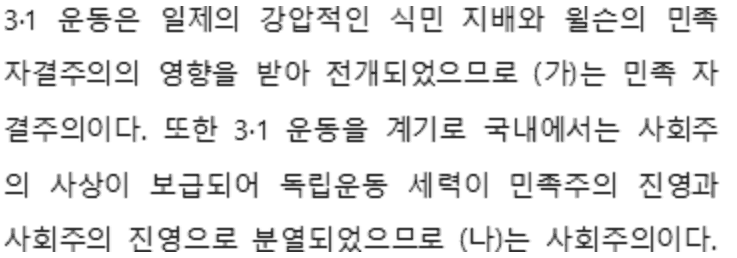 3·1 운동은 일제의 강압적인 식민 지배와 윌슨의 민족
자결주의의 영향을 받아 전개되었으므로 (가)는 민족 자
결주의이다. 또한 3·1 운동을 계기로 국내에서는 사회주
의 사상이 보급되어 독립운동 세력이 민족주의 진영과
사회주의 진영으로 분열되었으므로 (나)는 사회주의이다.